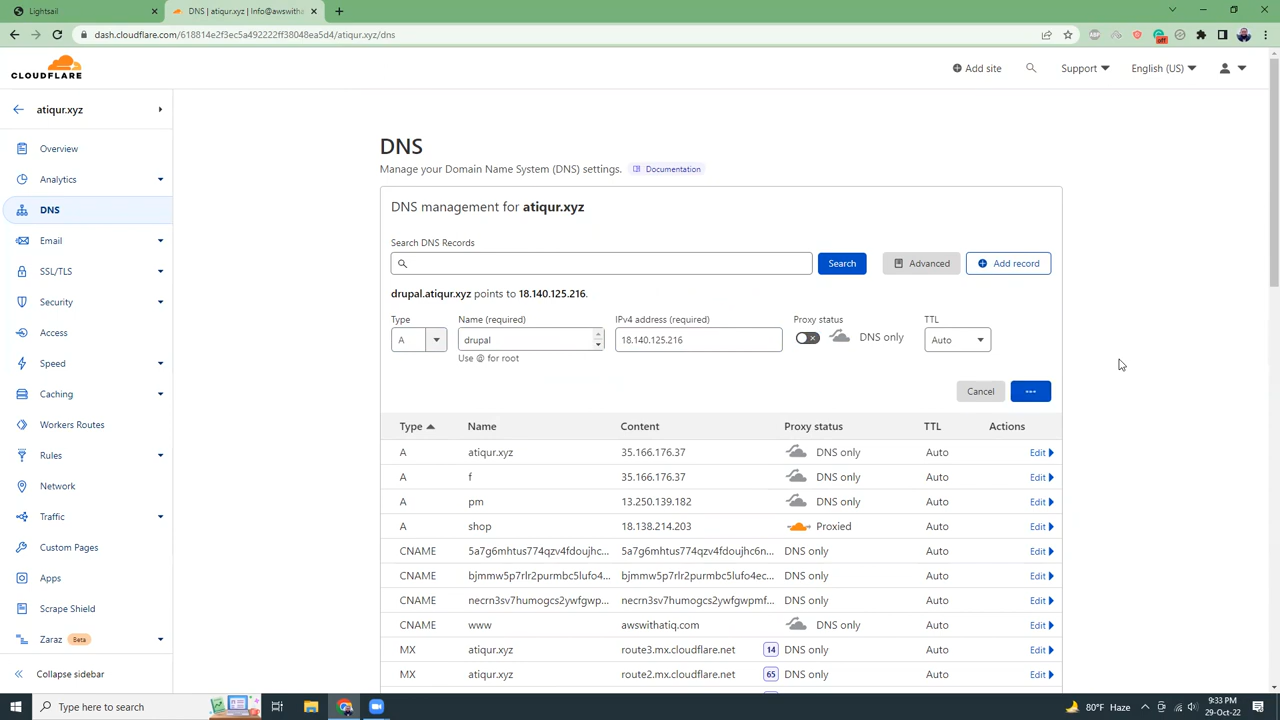 Lightsail
DNS | atiqur.xyz | Info@awswitha
dash.cloudflare.com/618814e2f3ec5a492222ff38048ea5d4/atiqur.xyz/dns
off
CLOUDFLARE
Add site
Support
English (US)
atiqur.xyz
Overview
Analytics
DNS
Email
SSL/TLS
Security
Access
Speed
Caching
Workers Routes
Rules
Network
Traffic
Custom Pages
Apps
Scrape Shield
Zaraz Beta
Collapse sidebar
DNS
Manage your Domain Name System (DNS) settings. Documentation
DNS management for atiqur.xyz
Search DNS Records
Search Advanced Add record
drupal.atiqur.xyz points to 18.140.125.216.
Type Name (required) IPv4 address (required) Proxy status TTL
A drupal 18.140.125.216 DNS only Auto
Use @ for root
Cancel ---
Type Name Content Proxy status TTL Actions
A atiqur.xyz 35.166.176.37 DNS only Auto Edit
A f 35.166.176.37 DNS only Auto Edit
A pm 13.250.139.182 DNS only Auto Edit
A shop 18.138.214.203 Proxied Auto Edit
CNAME 5a7g6mhtus774qzv4fdoujhc... 5a7g6mhtus774qzv4fdoujhc6n... DNS only Auto Edit
CNAME bjmmw5p7rlr2purmbc5lufo4... bjmmw5p7rlr2purmbc5lufo4ec... DNS only Auto Edit
CNAME necrn3sv7humogcs2ywfgwp... necrn3sv7humogcs2ywfgwpmf... DNS only Auto Edit
CNAME www awswithatiq.com DNS only Auto Edit
MX atiqur.xyz route3.mx.cloudflare.net 14 DNS only Auto Edit
MX atiqur.xyz route2.mx.cloudflare.net 65 DNS only Auto Edit
Type here to search
80°F Haze
9:33 PM
29-Oct-22